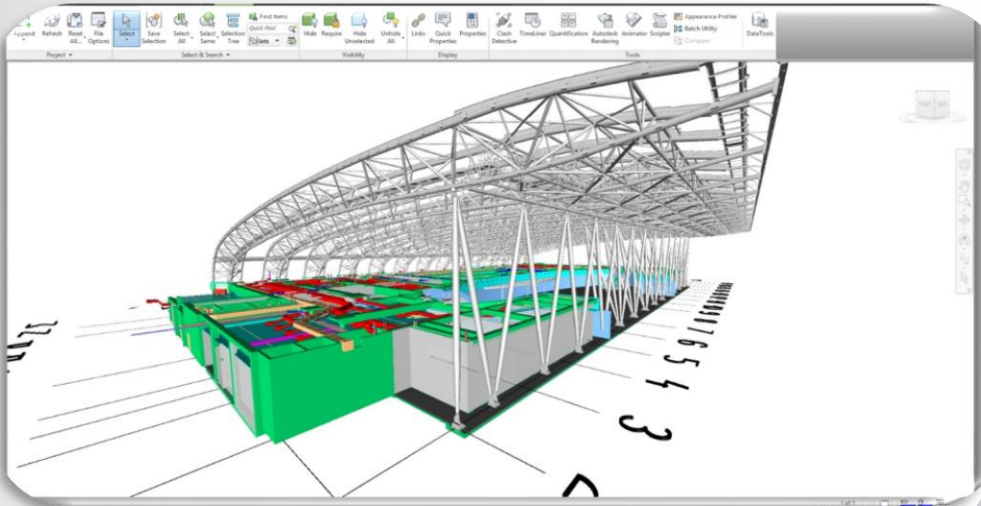 Append
Refresh
Reset All...
File Options
Select
Save Selection
Select All
Select Same
Selection Tree
Find Items
Quick Find
Sets
Hide
Require
Hide Unselected
Unhide All
Links
Quick Properties
Properties
Clash Detective
TimeLiner
Quantification
Autodesk Rendering
Animator
Scripter
Appearance Profiler
Batch Utility
Compare
DataTools
Project
Select & Search
Visibility
Display
Tools
7
6
5
4
3